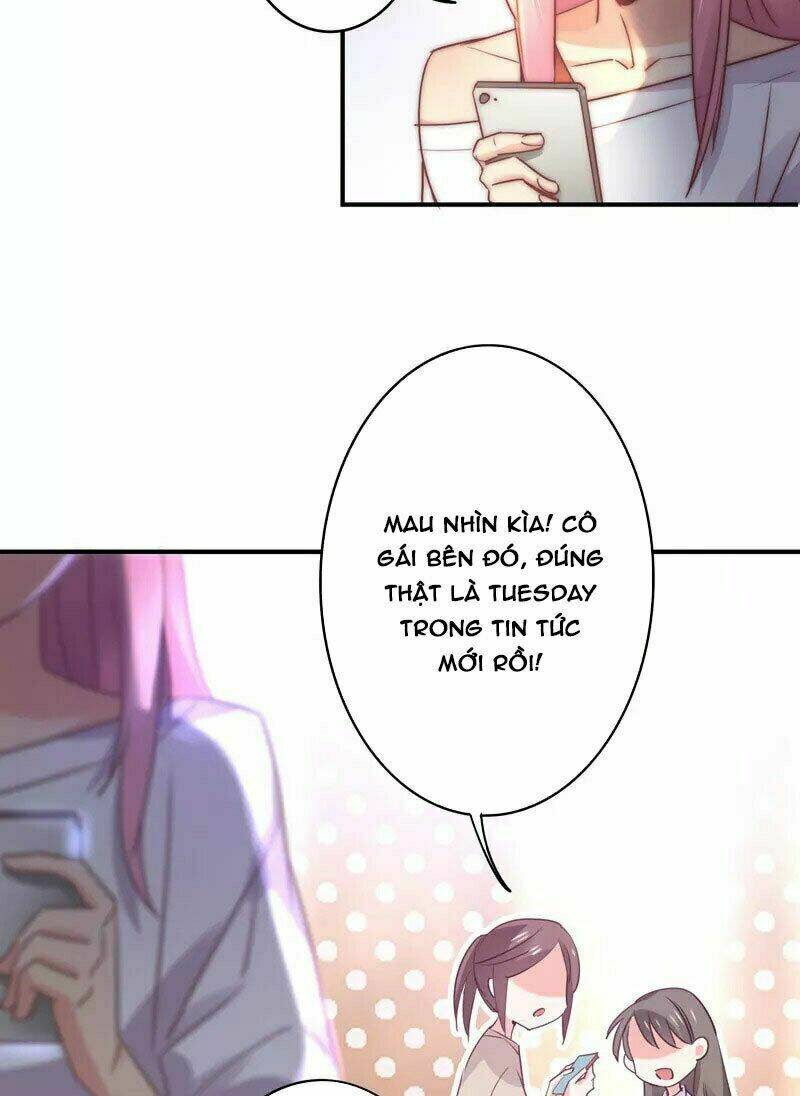 MAU NHÌN KÌA! CÔ
GÁI BÊN ĐÓ, ĐÚNG
THẬT LÀ TUESDAY
TRONG TIN TỨC
MỚI RỒI!